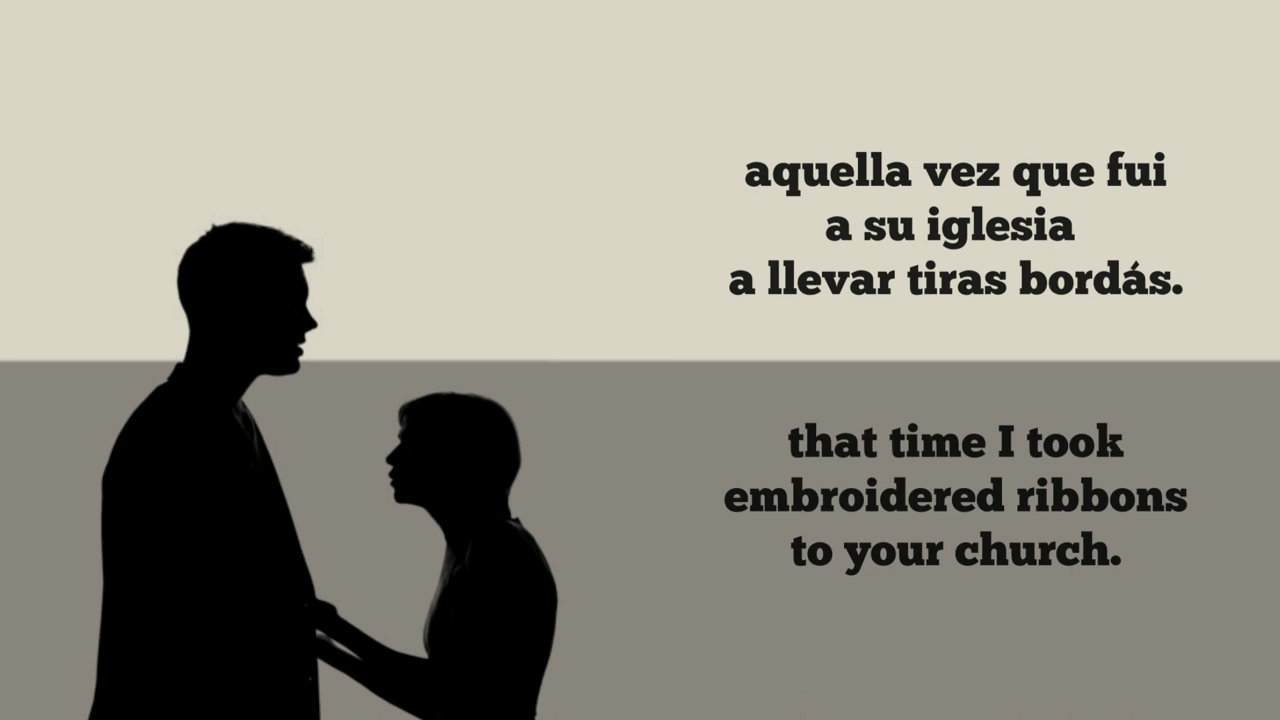 aquella vez que fui
a su iglesia
a llevar tiras bordás.
that time I took
embroidered ribbons
to your church.